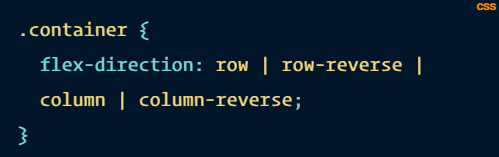 css
.container {
  flex-direction: row | row-reverse |
  column | column-reverse;
}